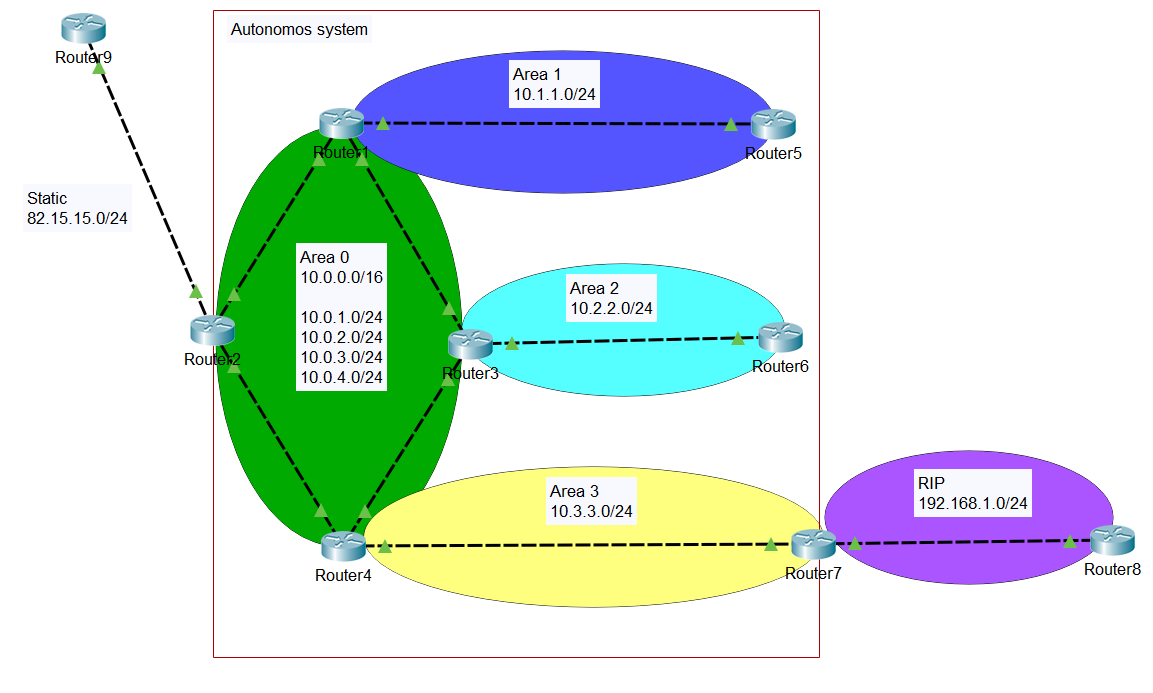 Autonomos system
Router9
Area 1
10.1.1.0/24
Router1
Router5
Static
82.15.15.0/24
Area 0
10.0.0.0/16
10.0.1.0/24
10.0.2.0/24
10.0.3.0/24
10.0.4.0/24
Area 2
10.2.2.0/24
Router2
Router3
Router6
Area 3
10.3.3.0/24
RIP
192.168.1.0/24
Router4
Router7
Router8